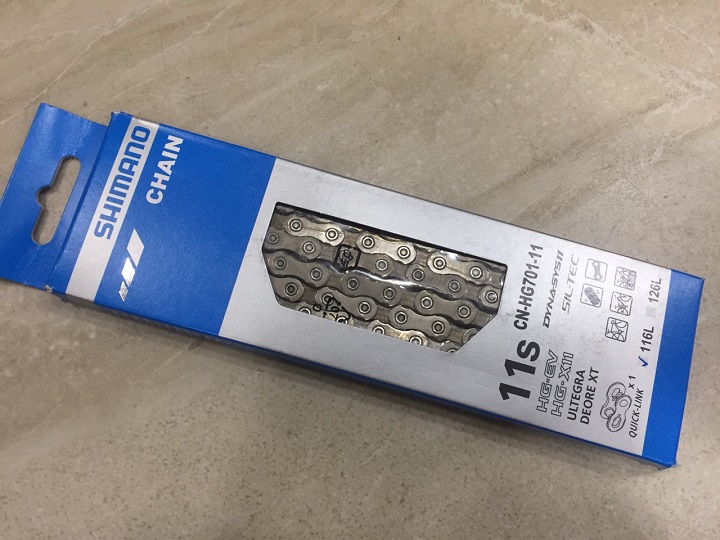 SHIMANO
CHAIN
11s
CN-HG701-11
HG-EV
HG-X11
DYNASYS11
SIL-TEC
ULTEGRA
DEORE XT
QUICK-LINK x 1
116L
126L